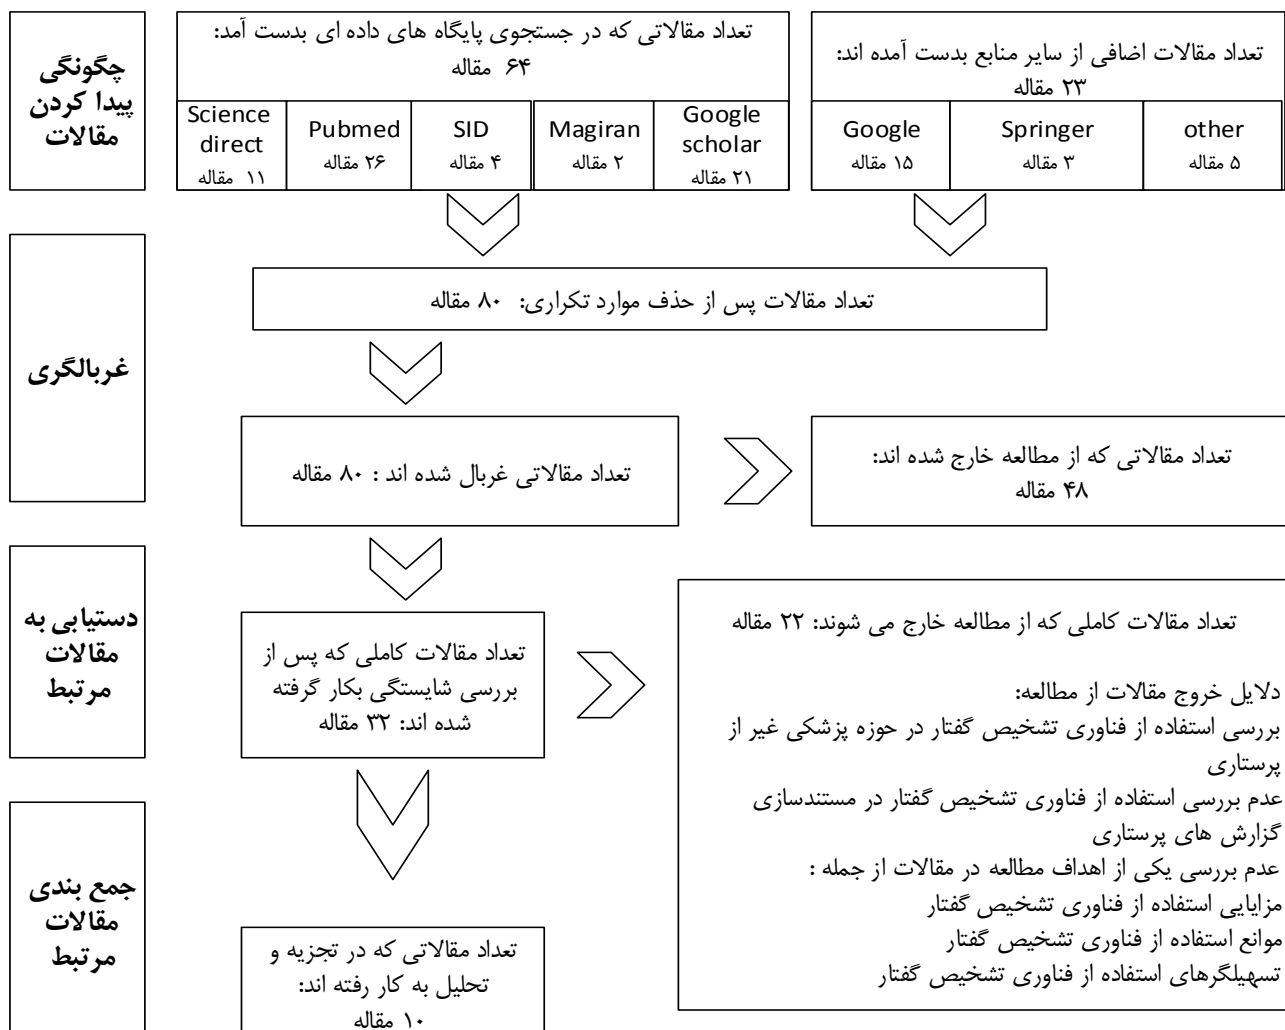 چگونگی
پیدا کردن
مقالات
تعداد مقالاتی که در جستجوی پایگاه های داده ای بدست آمد:
۶۴ مقاله
Science
direct
۱۱ مقاله
Pubmed
۲۶ مقاله
SID
۴ مقاله
Magiran
۲ مقاله
Google
scholar
۲۱ مقاله
تعداد مقالات اضافی از سایر منابع بدست آمده اند:
۲۳ مقاله
Google
۱۵ مقاله
Springer
۳ مقاله
other
۵ مقاله
غربالگری
تعداد مقالات پس از حذف موارد تکراری: ۸۰ مقاله
تعداد مقالاتی غربال شده اند : ۸۰ مقاله
تعداد مقالاتی که از مطالعه خارج شده اند:
۴۸ مقاله
دستیابی به
مقالات
مرتبط
تعداد مقالات کاملی که پس از
بررسی شایستگی بکار گرفته
شده اند: ۳۲ مقاله
تعداد مقالات کاملی که از مطالعه خارج می شوند: ۲۲ مقاله
دلایل خروج مقالات از مطالعه:
بررسی استفاده از فناوری تشخیص گفتار در حوزه پزشکی غیر از
پرستاری
عدم بررسی استفاده از فناوری تشخیص گفتار در مستندسازی
گزارش های پرستاری
عدم بررسی یکی از اهداف مطالعه در مقالات از جمله :
مزایایی استفاده از فناوری تشخیص گفتار
موانع استفاده از فناوری تشخیص گفتار
تسهیلگرهای استفاده از فناوری تشخیص گفتار
جمع بندی
مقالات
مرتبط
تعداد مقالاتی که در تجزیه و
تحلیل به کار رفته اند:
۱۰ مقاله